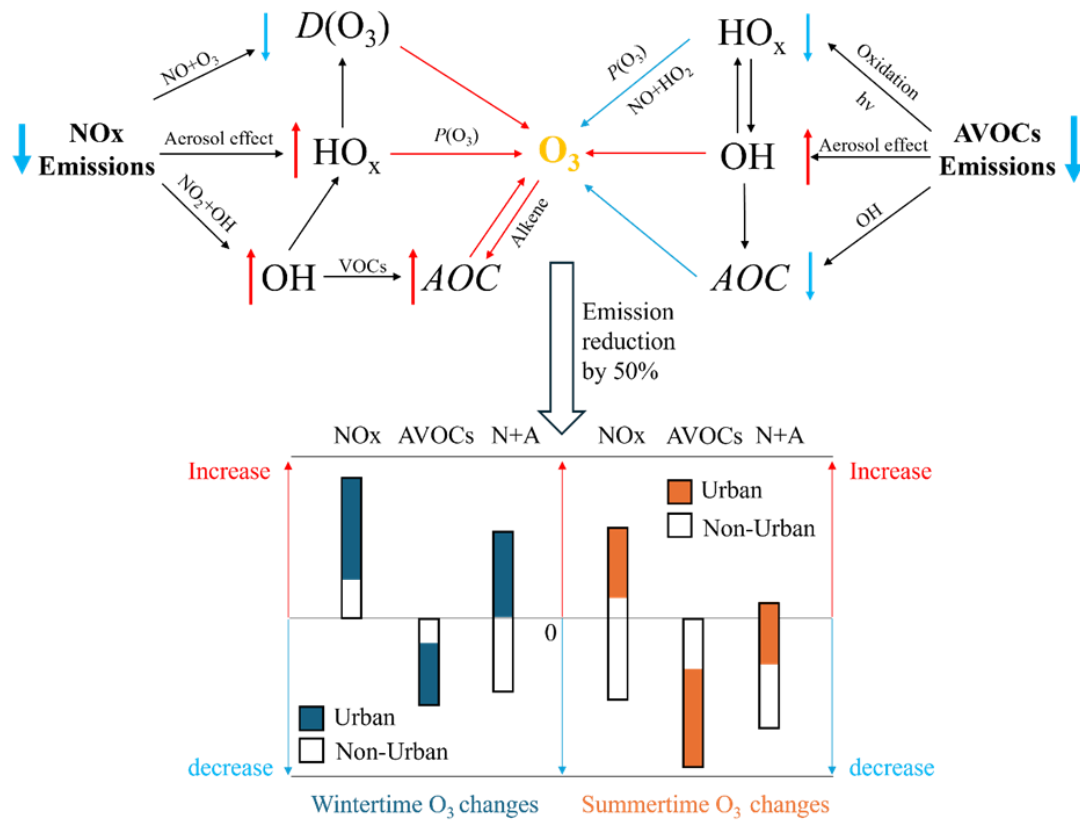 D(O₃)
HOₓ
NO+O₃
P(O₃)
NO+HO₂
Oxidation
hν
NOx
Emissions
Aerosol effect
HOₓ
P(O₃)
O₃
OH
Aerosol effect
AVOCs
Emissions
NO₂+OH
Alkene
OH
OH
VOCs
AOC
AOC
Emission
reduction
by 50%
NOx AVOCs N+A NOx AVOCs N+A
Increase
Increase
Urban
Non-Urban
0
Urban
Non-Urban
decrease
decrease
Wintertime O₃ changes
Summertime O₃ changes